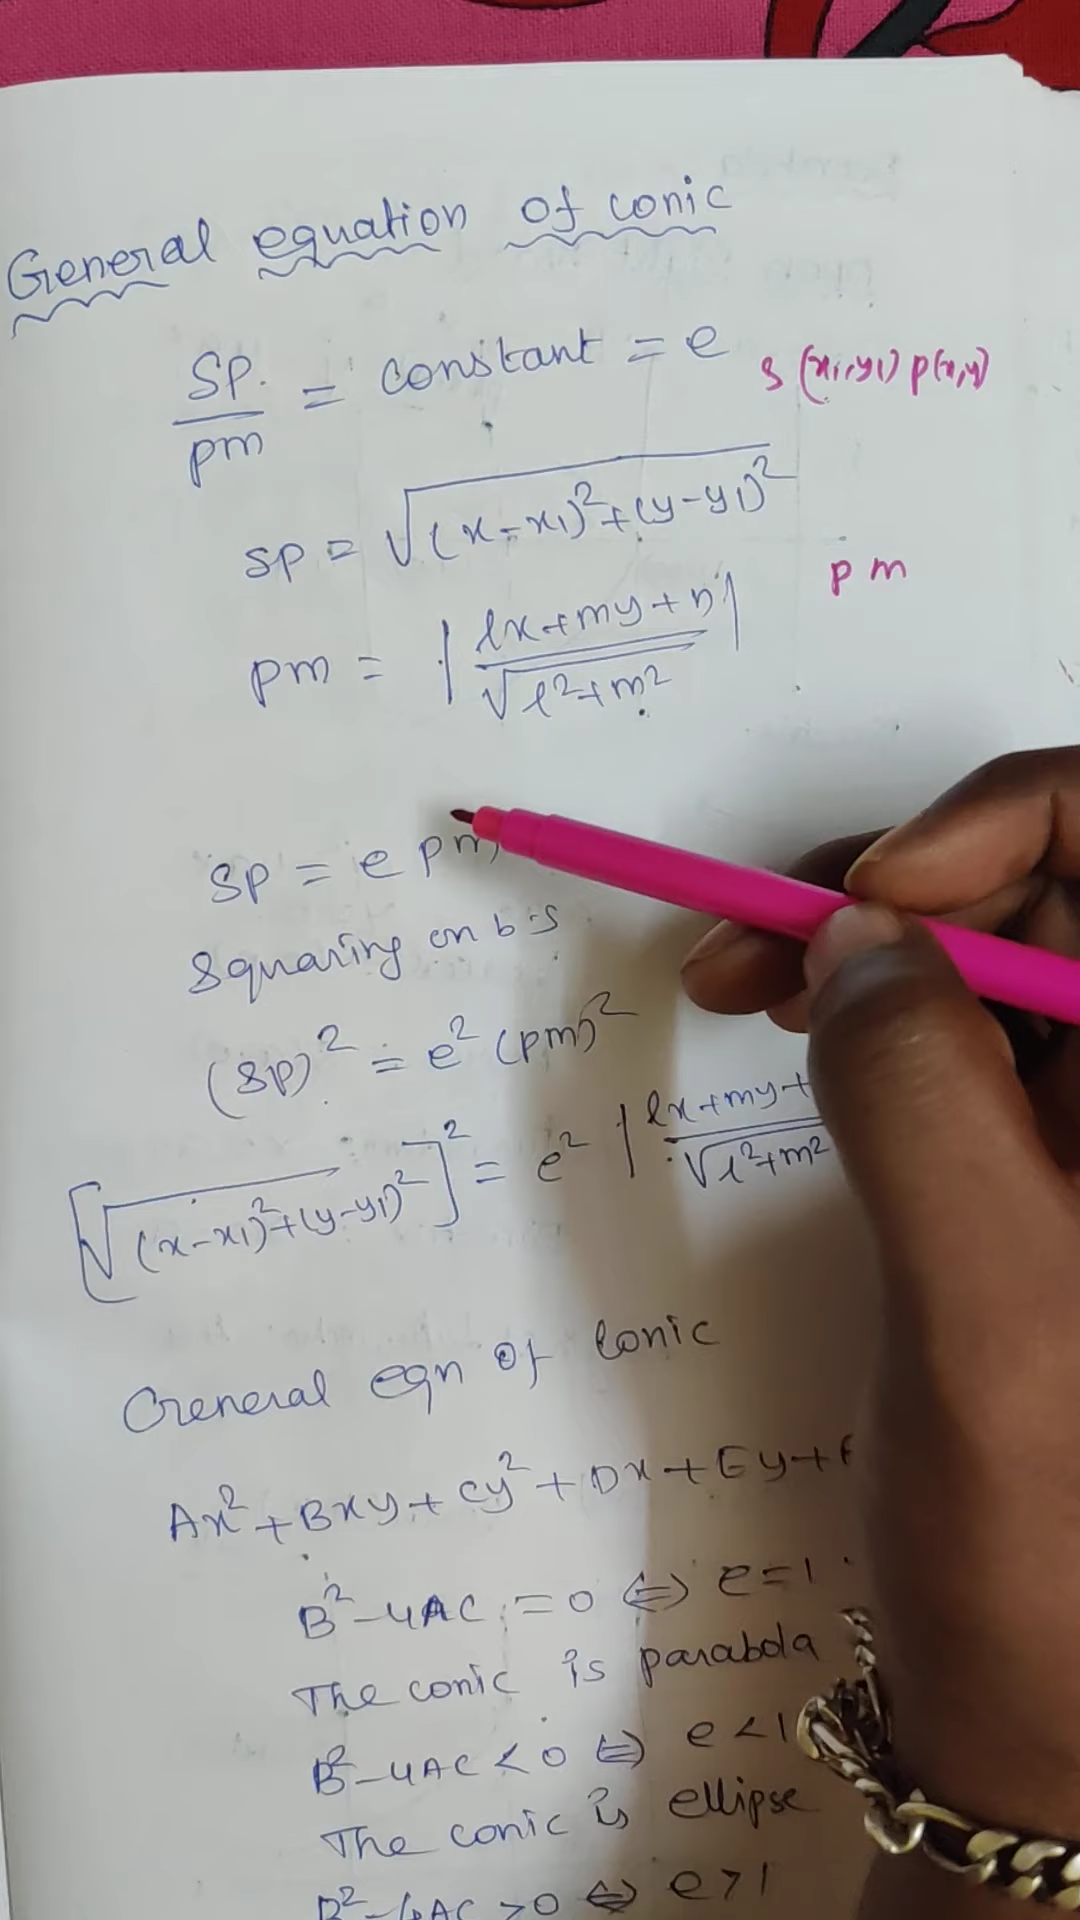 General equation of conic
SP/pm = constant = e
s (x1,y1) p(x,y)
sp = √(x-x1)²+(y-y1)²
pm = |lx+my+n/√l²+m²|
p m
SP = e pm
Squaring on b.s
(SP)² = e² (pm)²
[√(x-x1)²+(y-y1)²]² = e² |lx+my+/√l²+m²
General eqn of conic
Ax²+Bxy+Cy²+Dx+Ey+F
B²-4AC = 0 ⇔ e=1
The conic is parabola
B²-4AC < 0 ⇔ e<1
The conic is ellipse
B²-4AC >0 ⇔ e>1